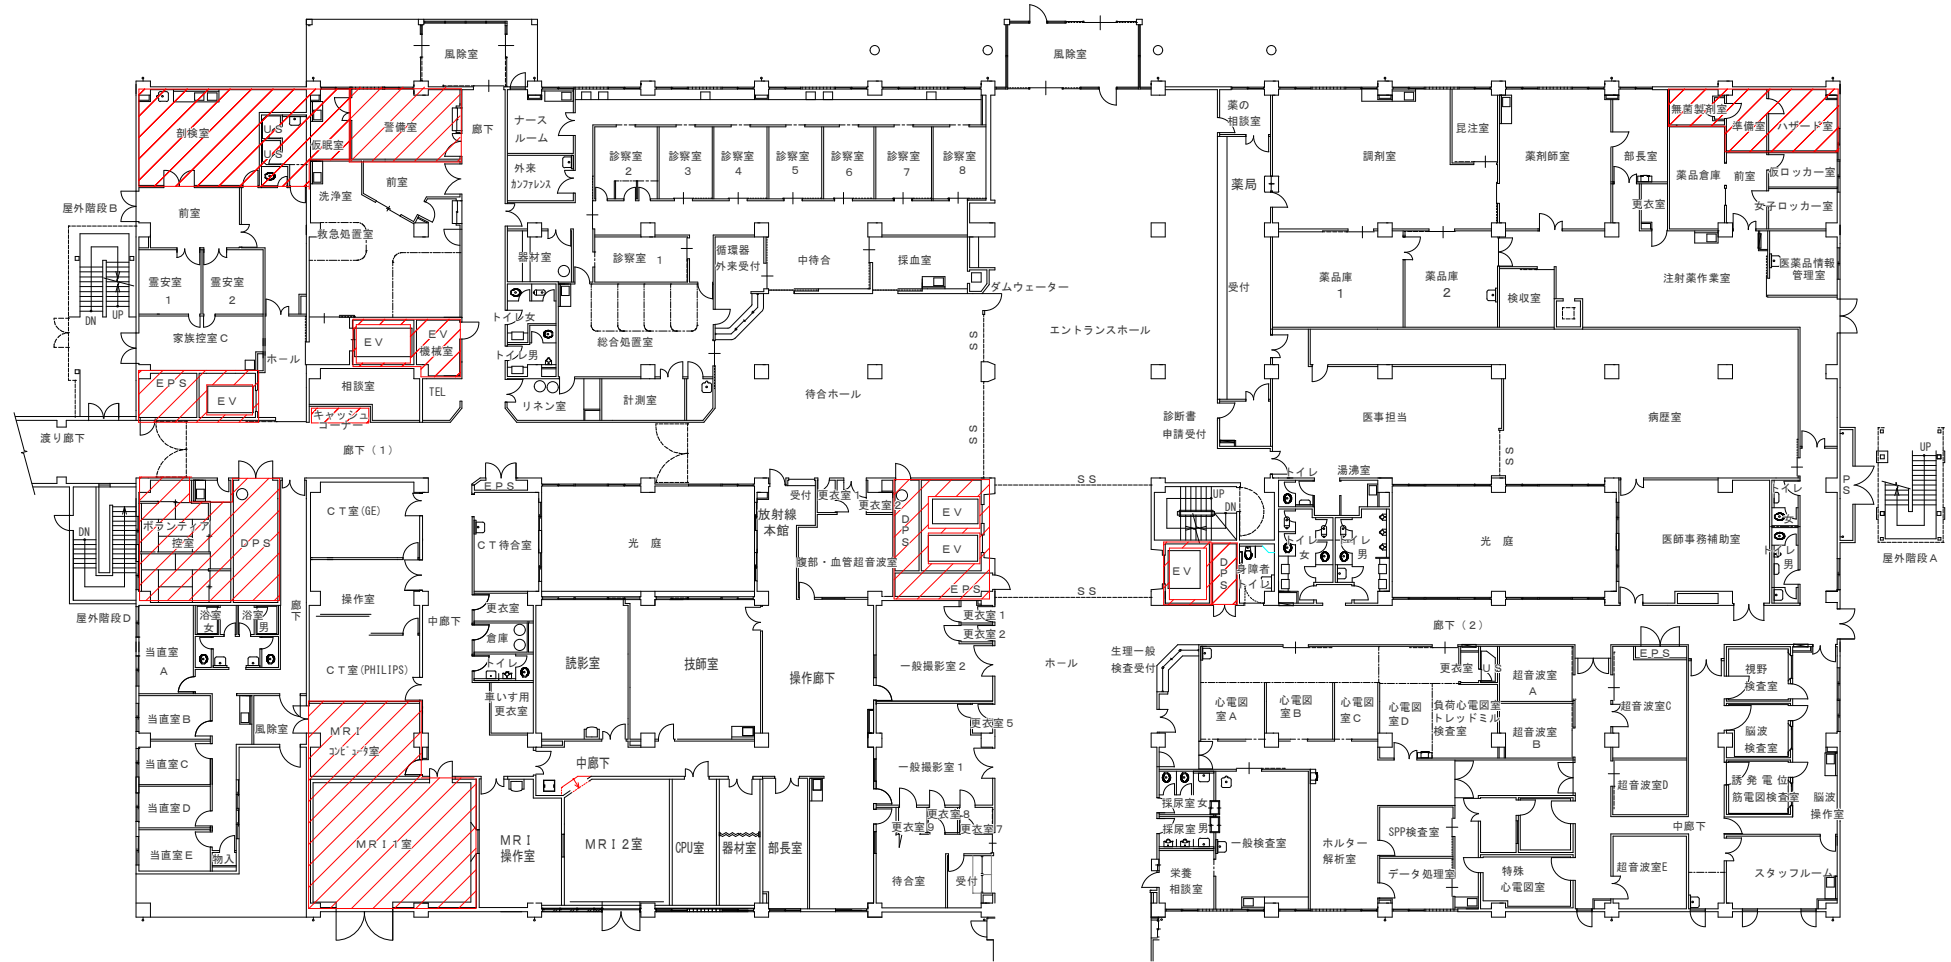 風除室
風除室
剖検室
US
US
仮眠室
警備室
廊下
ナース
ルーム
外来
カンファレンス
診察室
2
診察室
3
診察室
4
診察室
5
診察室
6
診察室
7
診察室
8
薬の
相談室
調剤室
昆注室
薬剤師室
部長室
無菌製剤室
準備室
ハザード室
薬品倉庫
前室
仮ロッカー室
女子ロッカー室
更衣室
薬局
洗浄室
前室
屋外階段B
前室
救急処置室
器材室
診察室 1
循環器
外来受付
中待合
採血室
ダムウェーター
受付
薬品庫
1
薬品庫
2
検収室
注射薬作業室
医薬品情報
管理室
霊安室
1
霊安室
2
DN
UP
家族控室C
ホール
EV
EV
機械室
トイレ女
トイレ男
総合処置室
SS
エントランスホール
EPS
EV
相談室
TEL
キャッシュ
コーナー
リネン室
計測室
待合ホール
SS
診断書
申請受付
医事担当
SS
病歴室
渡り廊下
廊下(1)
UP
屋外階段A
PS
EPS
受付
更衣室1
更衣室2
放射線
本館
SS
トイレ
湯沸室
UP
DN
DN
ボランティア
控室
DPS
CT室(GE)
CT待合室
光 庭
腹部・血管超音波室
DPS
EV
EV
EPS
EV
DPS
身障者
トイレ
トイレ
女
トイレ
男
光 庭
医師事務補助室
トイレ
女
トイレ
男
SS
屋外階段D
浴室
女
浴室
男
廊下
操作室
中廊下
更衣室
倉庫
トイレ
更衣室1
更衣室2
廊下(2)
当直室
A
CT室(PHILIPS)
車いす用
更衣室
読影室
技師室
操作廊下
一般撮影室2
ホール
生理一般
検査受付
更衣室
US
超音波室
A
EPS
視野
検査室
当直室B
風除室
MRI
コンピュータ室
更衣室5
心電図
室A
心電図
室B
心電図
室C
心電図
室D
負荷心電図室
トレッドミル
検査室
超音波室
B
超音波室C
脳波
検査室
当直室C
中廊下
一般撮影室1
超音波室D
誘発電位
筋電図検査室
脳波
操作室
当直室D
更衣室8
更衣室9
更衣室7
採尿室女
採尿室男
中廊下
当直室E
物入
MRI1室
MRI
操作室
MRI2室
CPU室
器材室
部長室
待合室
受付
栄養
相談室
一般検査室
ホルター
解析室
SPP検査室
データ処理室
特殊
心電図室
超音波室E
スタッフルーム